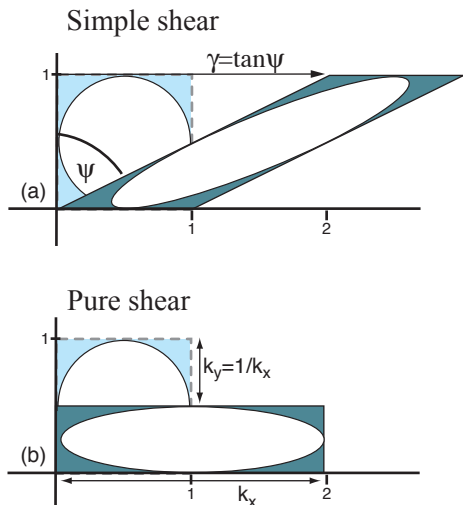 Simple shear
γ=tanψ
1
ψ
(a)
1
2
Pure shear
1
k_y=1/k_x
(b)
1
2
k_x